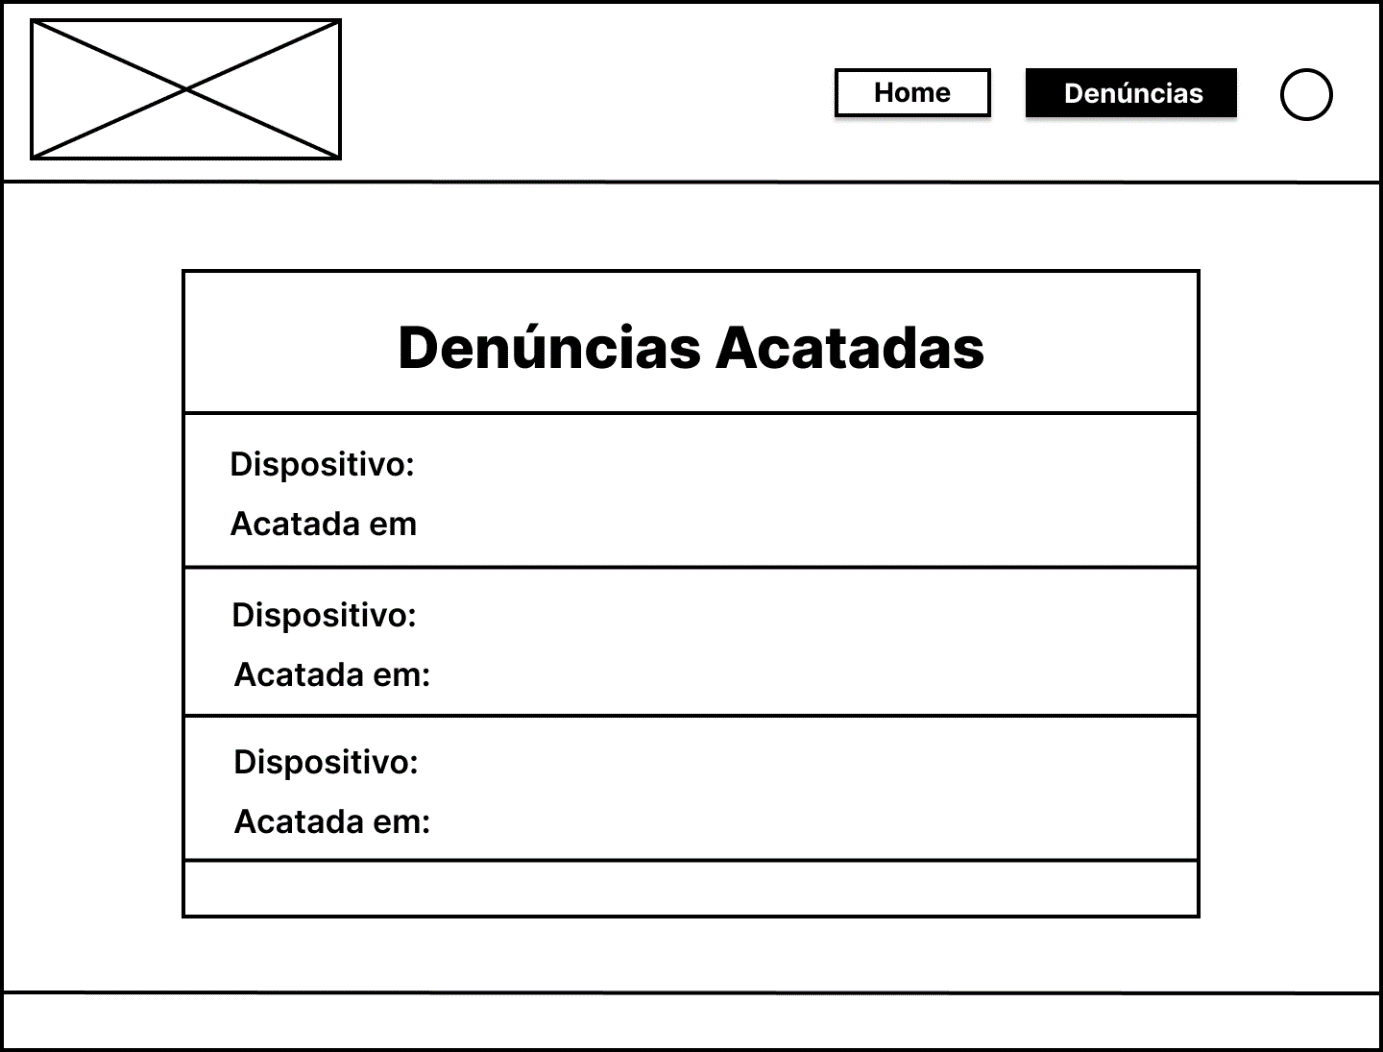 Home
Denúncias
Denúncias Acatadas
Dispositivo:
Acatada em
Dispositivo:
Acatada em:
Dispositivo:
Acatada em: